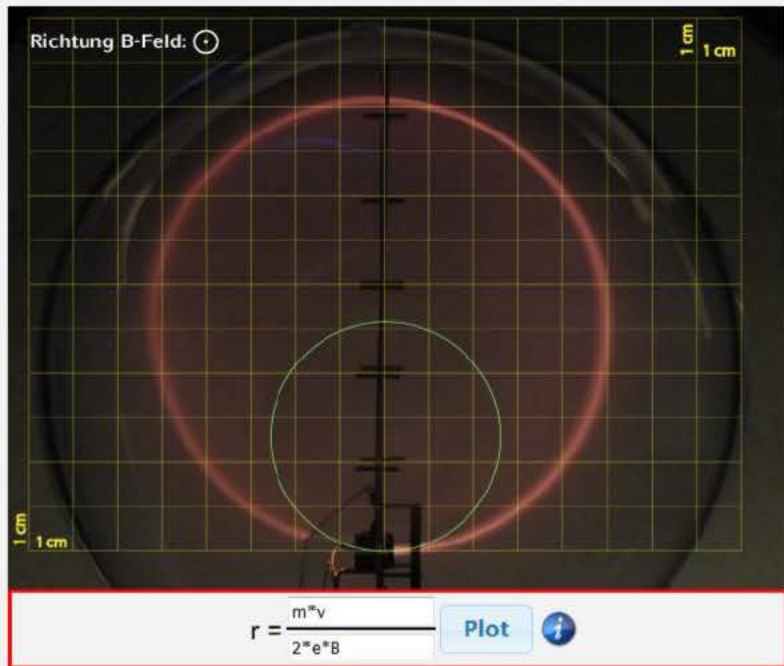 Richtung B-Feld:
1 cm
1 cm
1 cm
1 cm
r =
m*v
2*e*B
Plot
i